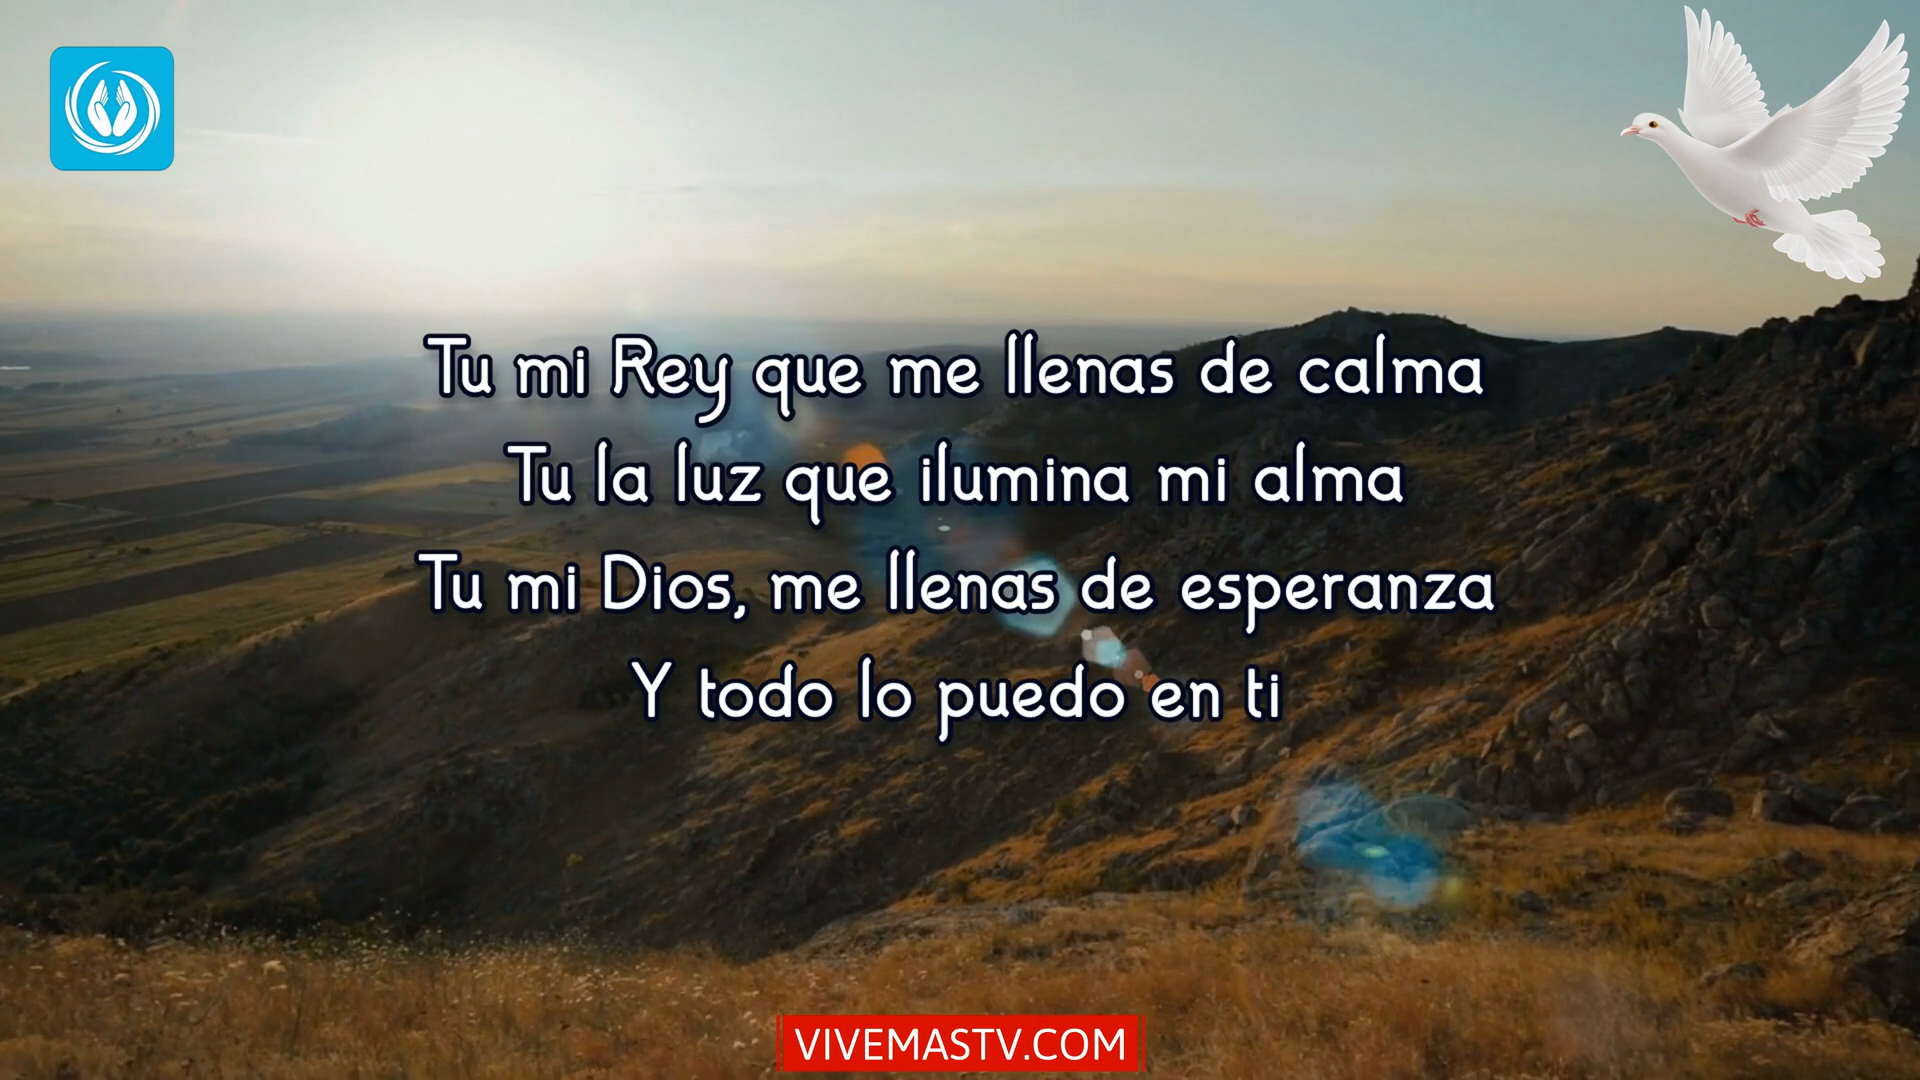 Tu mi Rey que me llenas de calma
Tu la luz que ilumina mi alma
Tu mi Dios, me llenas de esperanza
Y todo lo puedo en ti
VIVEMASTV.COM